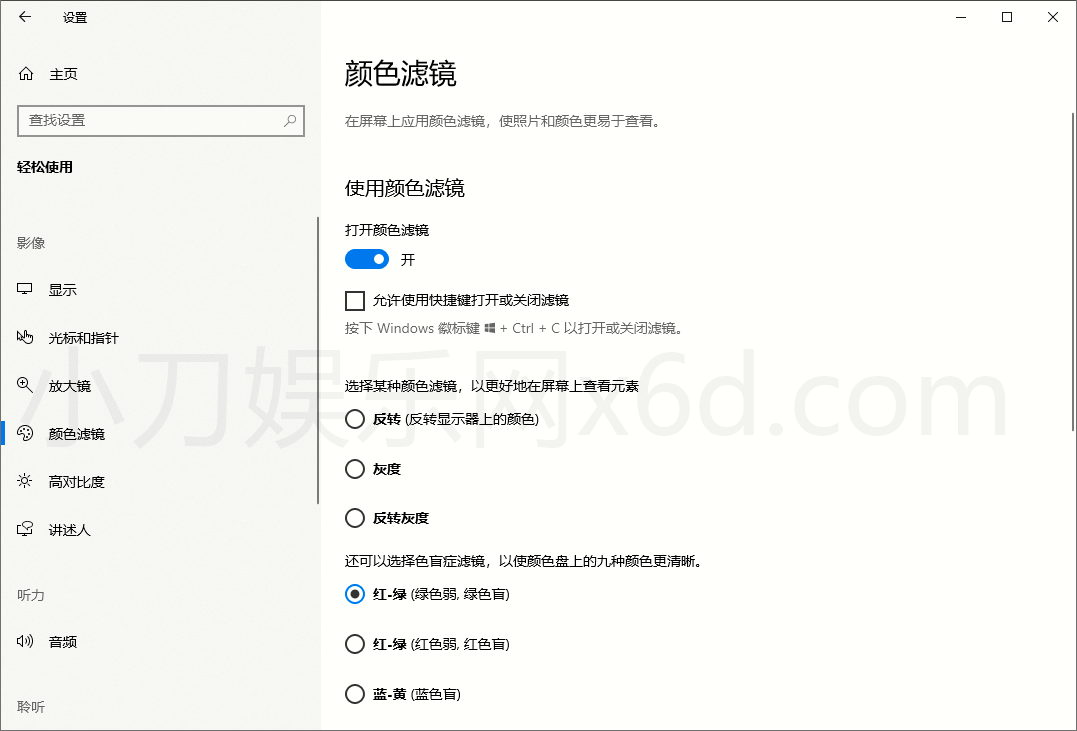 设置
主页
查找设置
轻松使用
影像
显示
光标和指针
放大镜
颜色滤镜
高对比度
讲述人
听力
音频
聆听
颜色滤镜
在屏幕上应用颜色滤镜，使照片和颜色更易于查看。
使用颜色滤镜
打开颜色滤镜
开
允许使用快捷键打开或关闭滤镜
按下 Windows 徽标键 + Ctrl + C 以打开或关闭滤镜。
选择某种颜色滤镜，以更好地在屏幕上查看元素
反转 (反转显示器上的颜色)
灰度
反转灰度
还可以选择色盲症滤镜，以使颜色盘上的九种颜色更清晰。
红-绿 (绿色弱, 绿色盲)
红-绿 (红色弱, 红色盲)
蓝-黄 (蓝色盲)
小刀娱乐网x6d.com